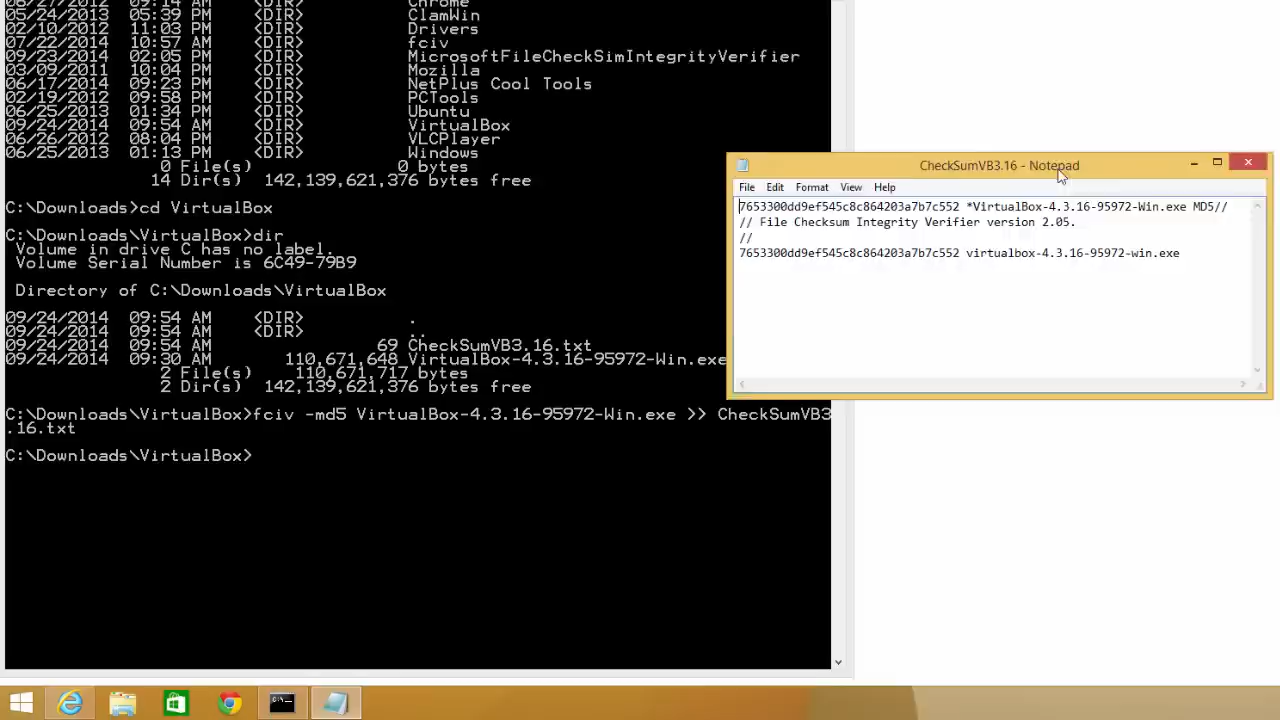 06/27/2012  09:14 AM    <DIR>          Chrome
05/24/2013  05:39 PM    <DIR>          ClamWin
02/10/2012  11:03 PM    <DIR>          Drivers
07/22/2014  10:57 AM    <DIR>          fciv
09/23/2014  02:05 PM    <DIR>          MicrosoftFileCheckSimIntegrityVerifier
03/09/2011  10:04 PM    <DIR>          Mozilla
06/17/2014  09:23 PM    <DIR>          NetPlus Cool Tools
02/19/2012  09:58 PM    <DIR>          PCTools
06/25/2013  01:34 PM    <DIR>          Ubuntu
09/24/2014  09:54 AM    <DIR>          VirtualBox
06/26/2012  08:04 PM    <DIR>          VLCPlayer
06/25/2013  01:13 PM    <DIR>          Windows
0 File(s)              0 bytes
14 Dir(s)  142,139,621,376 bytes free
C:\Downloads>cd VirtualBox
C:\Downloads\VirtualBox>dir
Volume in drive C has no label.
Volume Serial Number is 6C49-79B9
Directory of C:\Downloads\VirtualBox
09/24/2014  09:54 AM    <DIR>          .
09/24/2014  09:54 AM    <DIR>          ..
09/24/2014  09:54 AM                69 CheckSumVB3.16.txt
09/24/2014  09:30 AM       110,671,648 VirtualBox-4.3.16-95972-Win.exe
2 File(s)    110,671,717 bytes
2 Dir(s)  142,139,621,376 bytes free
C:\Downloads\VirtualBox>fciv -md5 VirtualBox-4.3.16-95972-Win.exe >> CheckSumVB3
.16.txt
C:\Downloads\VirtualBox>
CheckSumVB3.16 - Notepad
File Edit Format View Help
7653300dd9ef545c8c864203a7b7c552 *VirtualBox-4.3.16-95972-Win.exe MD5//
// File Checksum Integrity Verifier version 2.05.
//
7653300dd9ef545c8c864203a7b7c552 virtualbox-4.3.16-95972-win.exe